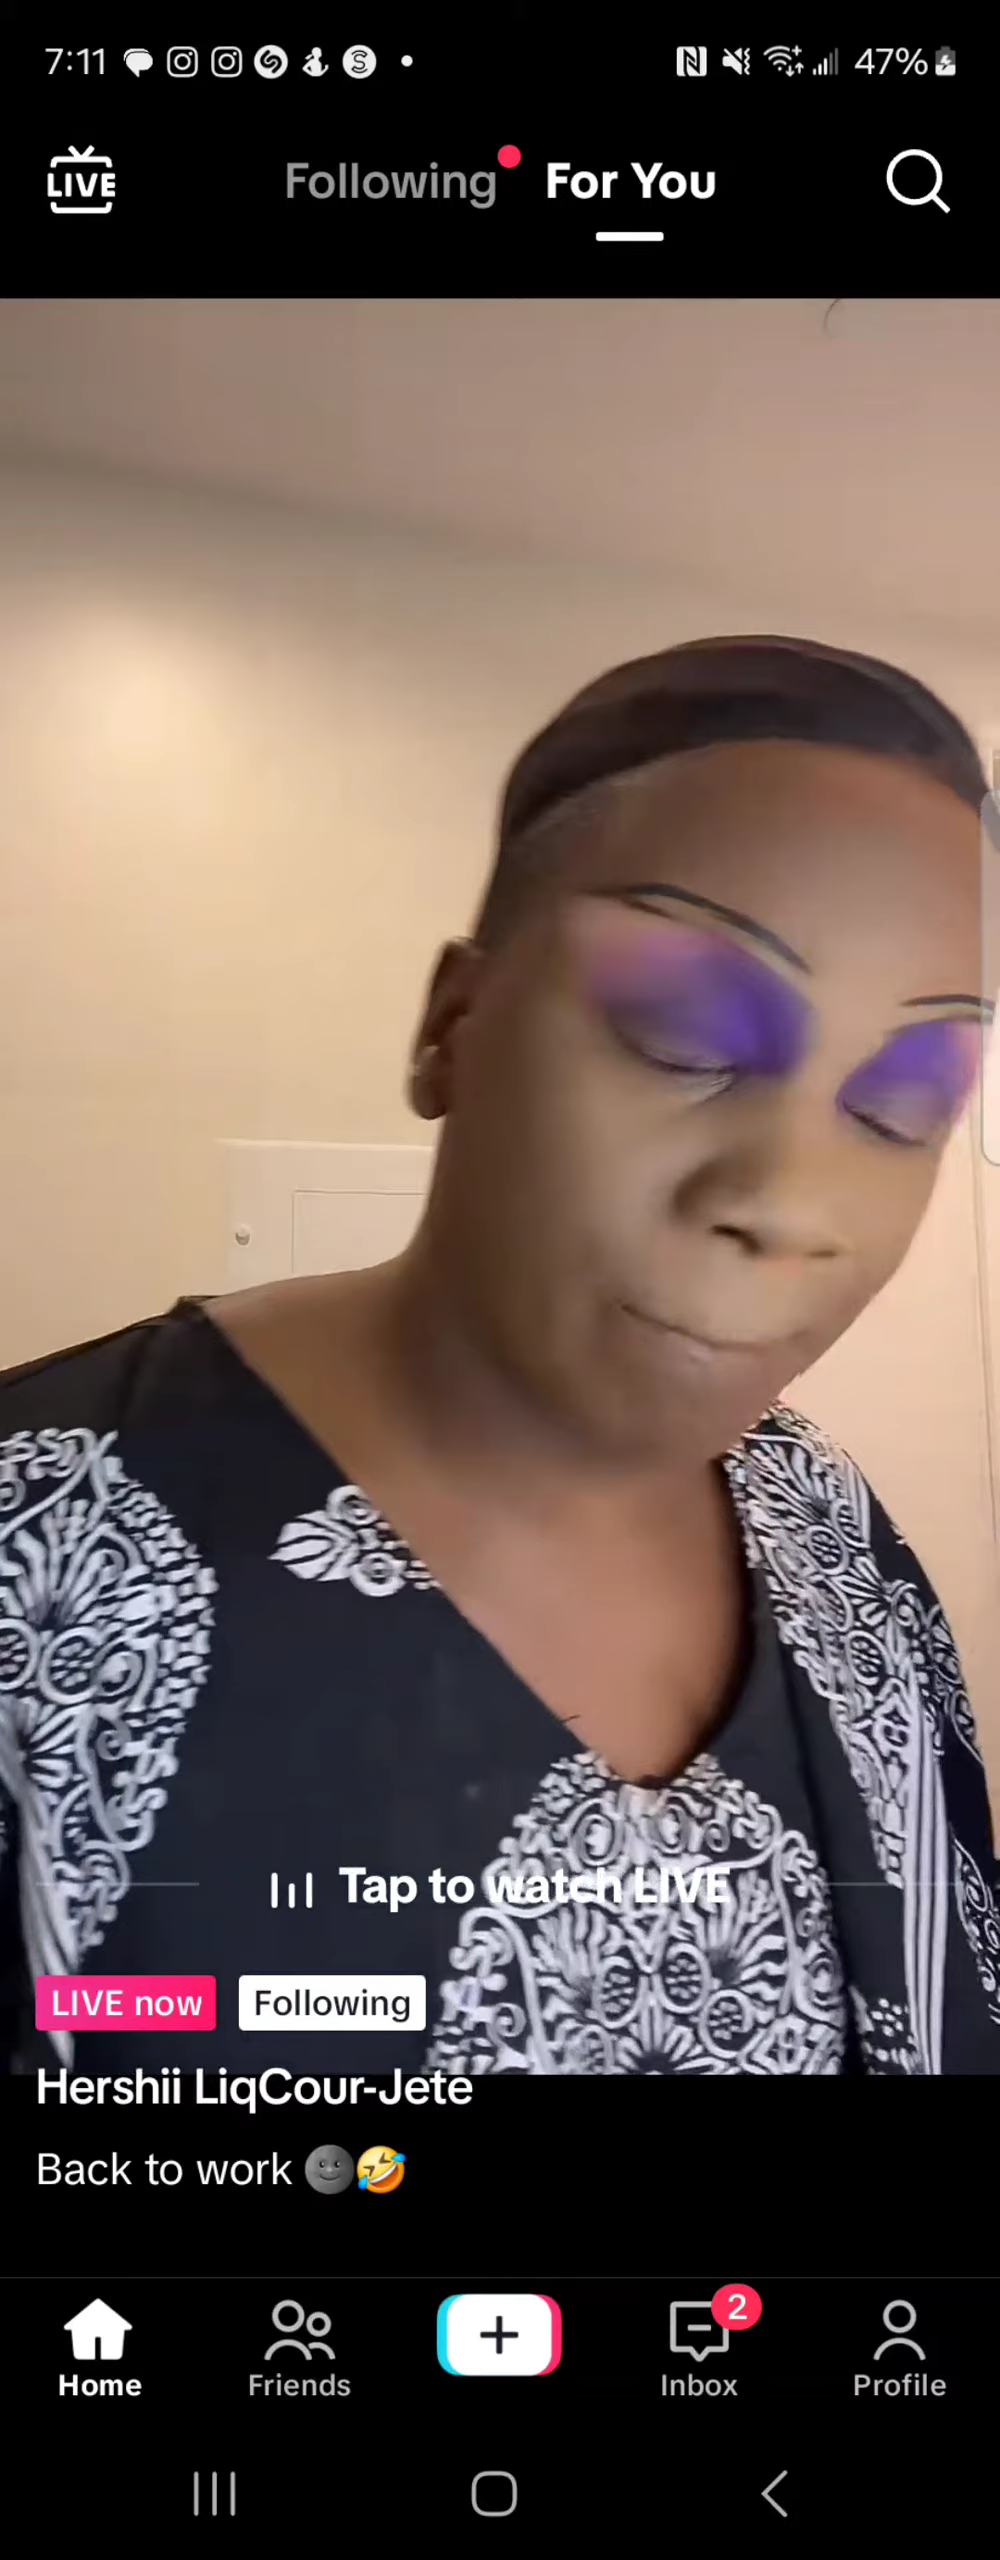 7:11
47%
LIVE
Following
For You
Tap to watch LIVE
LIVE now
Following
Hershii LiqCour-Jete
Back to work 🌚🤣
2
Home
Friends
Inbox
Profile